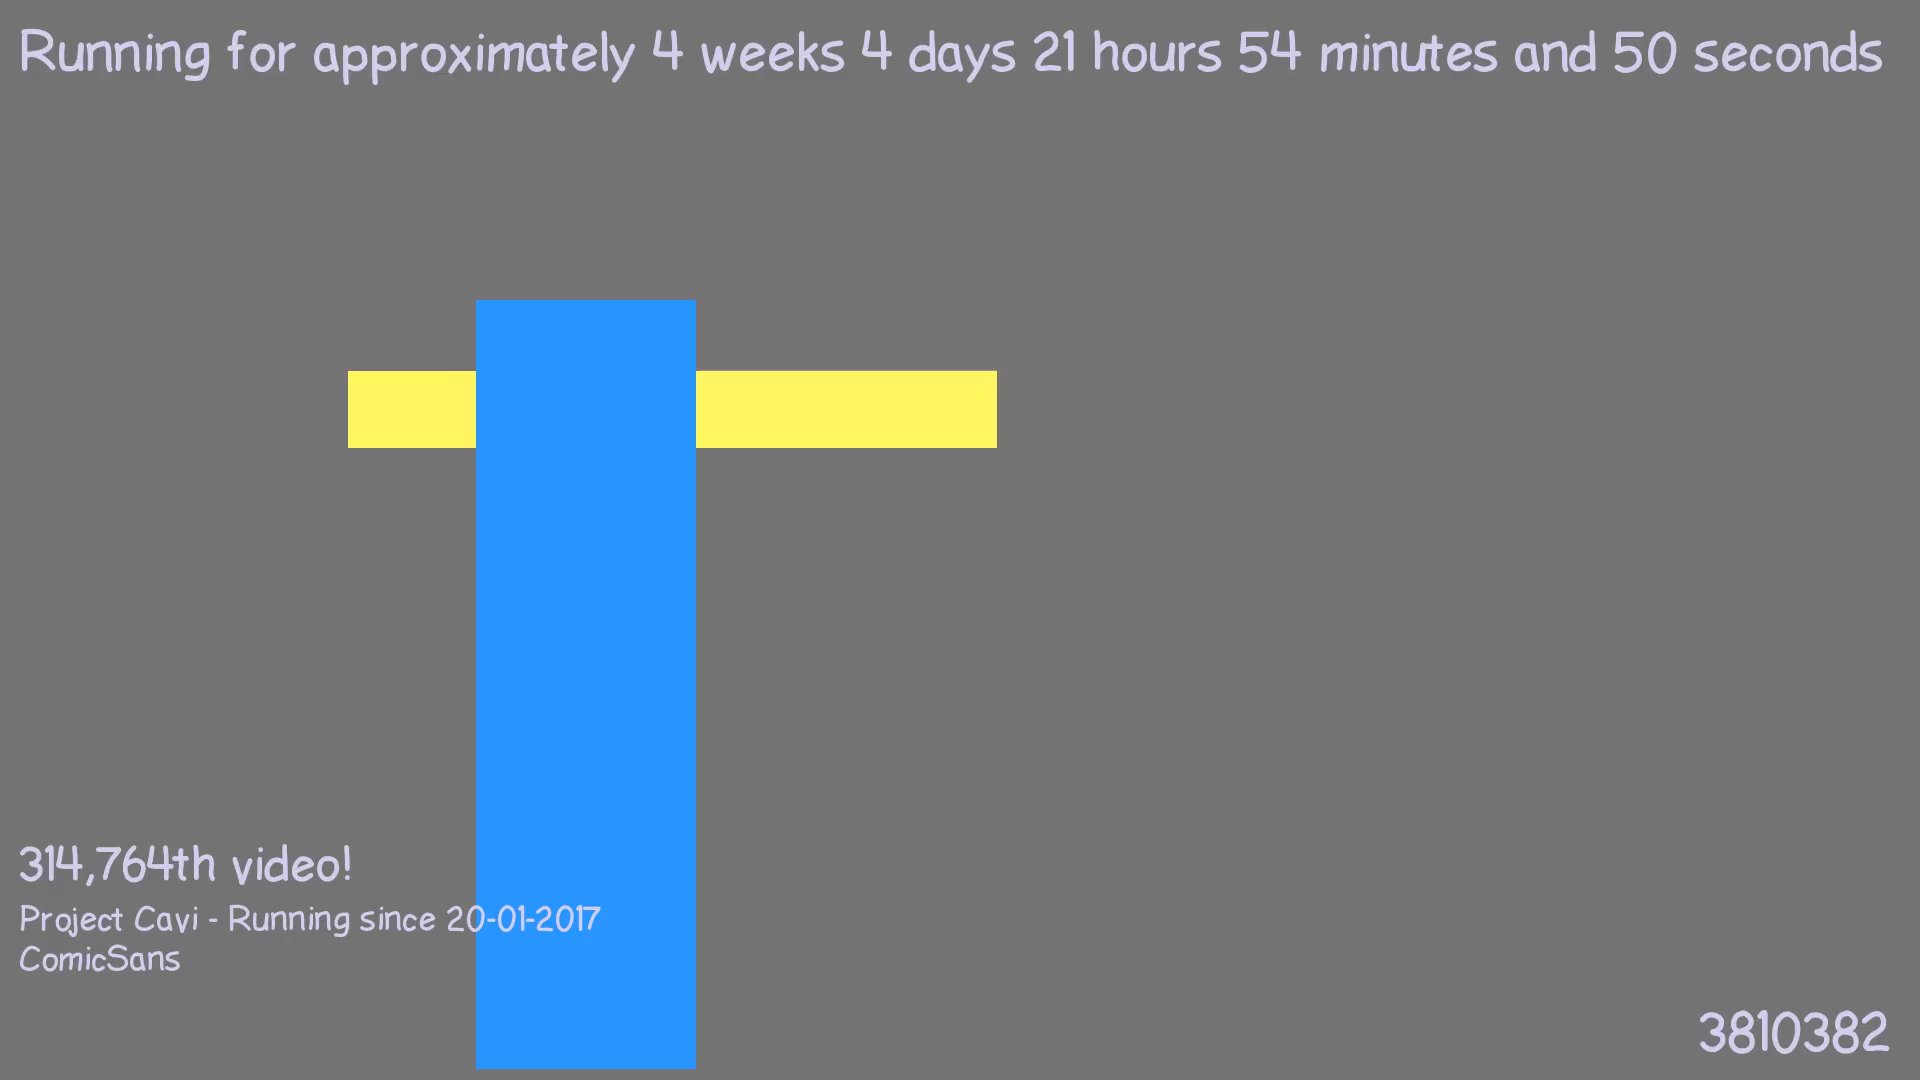 Running for approximately 4 weeks 4 days 21 hours 54 minutes and 50 seconds
314,764th video!
Project Cavi - Running since 20-01-2017
ComicSans
3810382